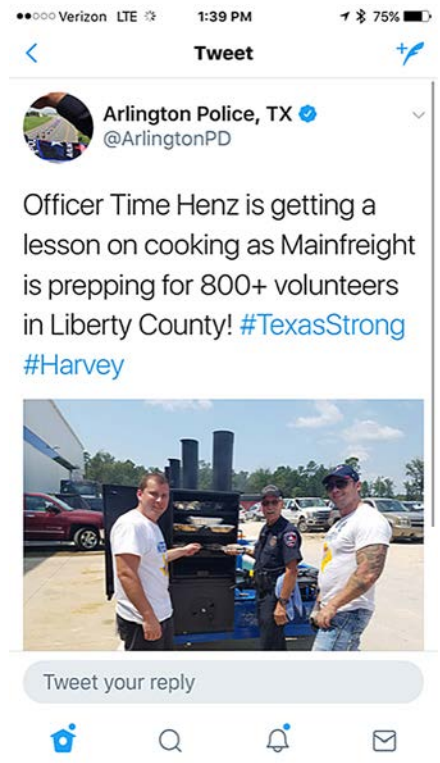 Verizon LTE 1:39 PM 75%
Tweet
Arlington Police, TX
@ArlingtonPD
Officer Time Henz is getting a
lesson on cooking as Mainfreight
is prepping for 800+ volunteers
in Liberty County! #TexasStrong
#Harvey
Tweet your reply